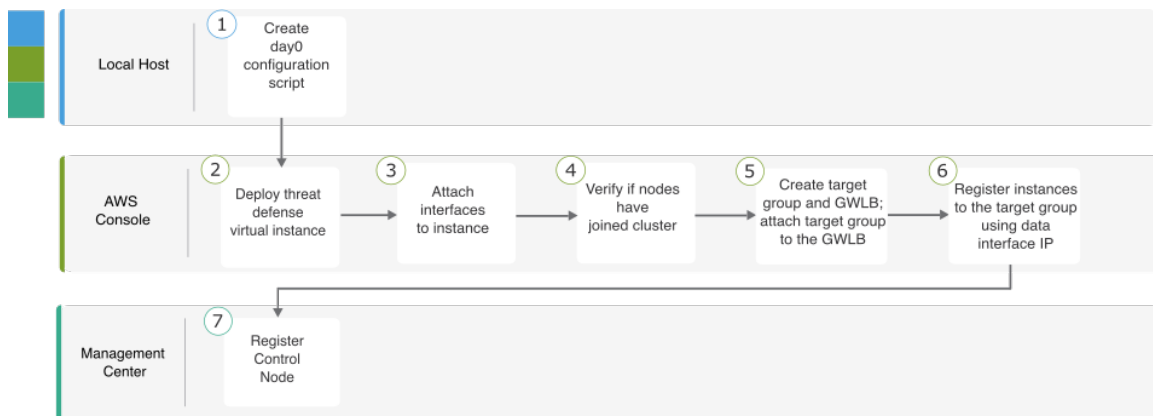 Local Host
1
Create
day0
configuration
script
AWS
Console
2
Deploy threat
defense
virtual instance
3
Attach
interfaces
to instance
4
Verify if nodes
have
joined cluster
5
Create target
group and GWLB;
attach target group
to the GWLB
6
Register instances
to the target group
using data
interface IP
Management
Center
7
Register
Control
Node